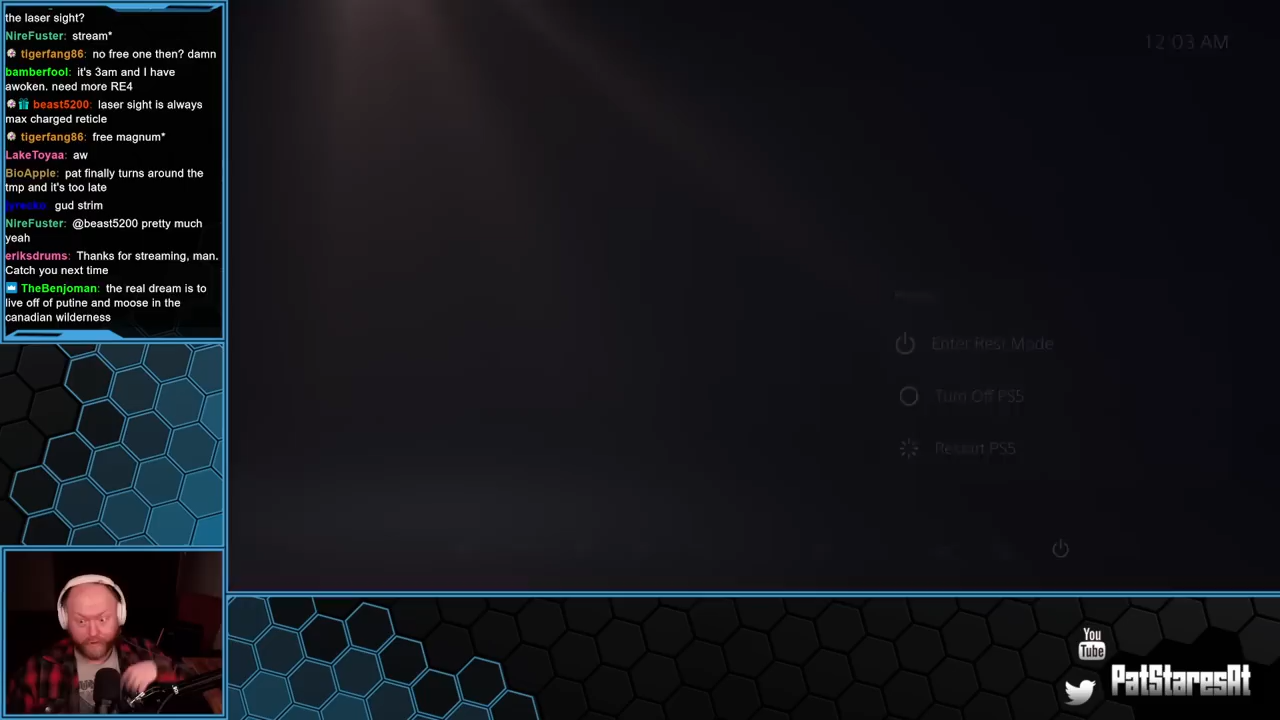 the laser sight?
NireFuster: stream*
tigerfang86: no free one then? damn
bamberfool: it's 3am and I have
awoken. need more RE4
beast5200: laser sight is always
max charged reticle
tigerfang86: free magnum*
LakeToyaa: aw
BioApple: pat finally turns around the
tmp and it's too late
gud strim
NireFuster: @beast5200 pretty much
yeah
eriksdrums: Thanks for streaming, man.
Catch you next time
TheBenjoman: the real dream is to
live off of putine and moose in the
canadian wilderness
12:03 AM
Enter Rest Mode
Turn Off PS5
Restart PS5
You
Tube
PatStaresAt